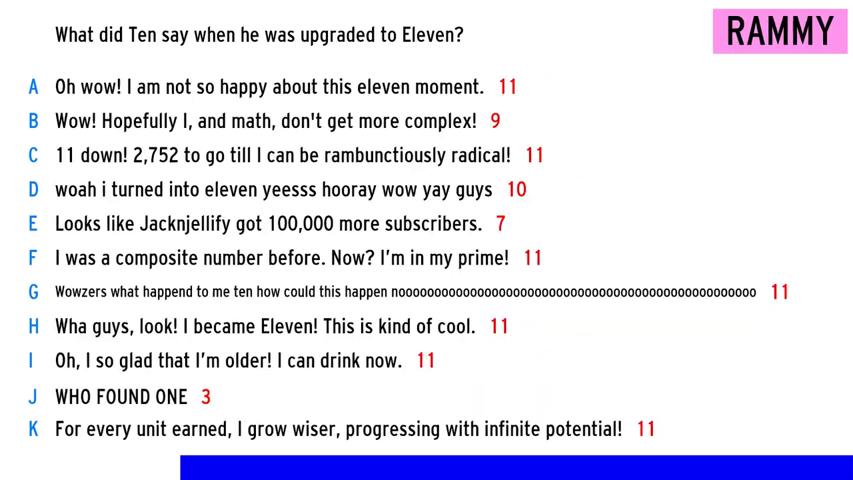 What did Ten say when he was upgraded to Eleven?
RAMMY
A Oh wow! I am not so happy about this eleven moment. 11
B Wow! Hopefully I, and math, don't get more complex! 9
C 11 down! 2,752 to go till I can be rambunctiously radical! 11
D woah i turned into eleven yeesss hooray wow yay guys 10
E Looks like Jacknjellify got 100,000 more subscribers. 7
F I was a composite number before. Now? I'm in my prime! 11
G Wowzers what happend to me ten how could this happen nooooooooooooooooooooooooooooooooooooooooooooooooooo 11
H Wha guys, look! I became Eleven! This is kind of cool. 11
I Oh, I so glad that I'm older! I can drink now. 11
J WHO FOUND ONE 3
K For every unit earned, I grow wiser, progressing with infinite potential! 11